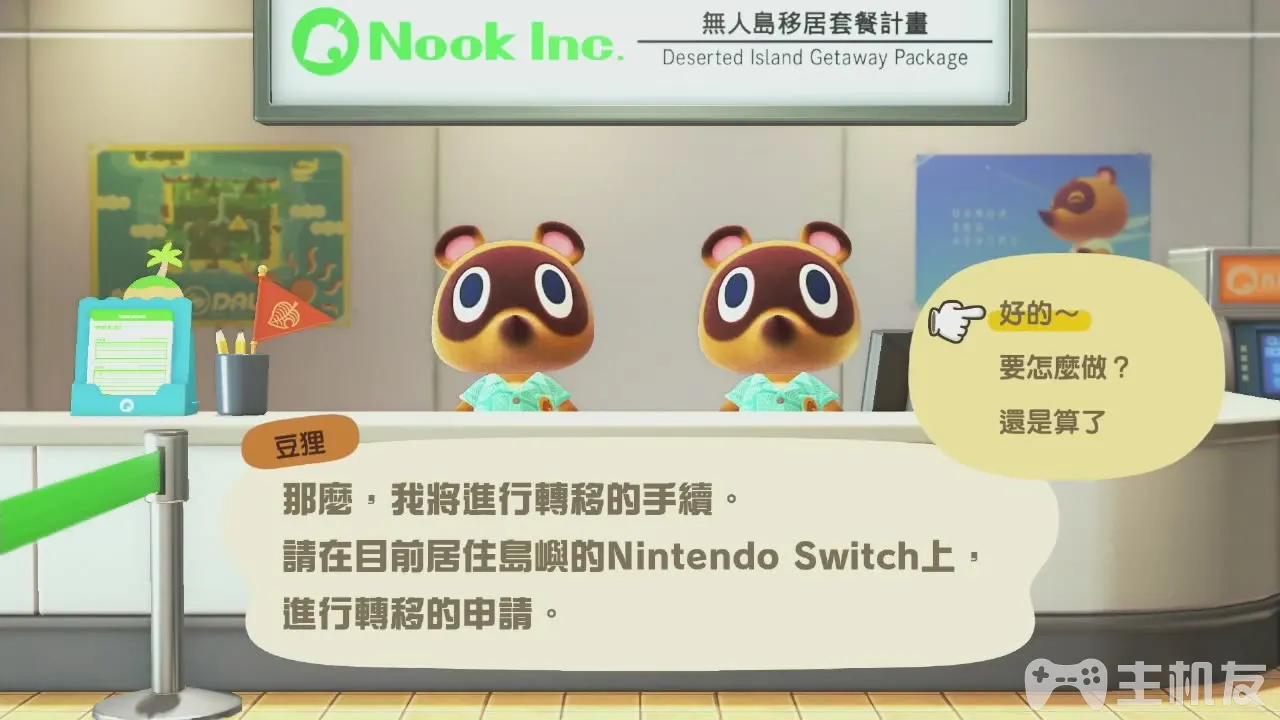 Nook Inc.
無人島移居套餐計畫
Deserted Island Getaway Package
好的～
要怎麼做？
還是算了
豆狸
那麼，我將進行轉移的手續。
請在目前居住島嶼的Nintendo Switch上，
進行轉移的申請。
主机友